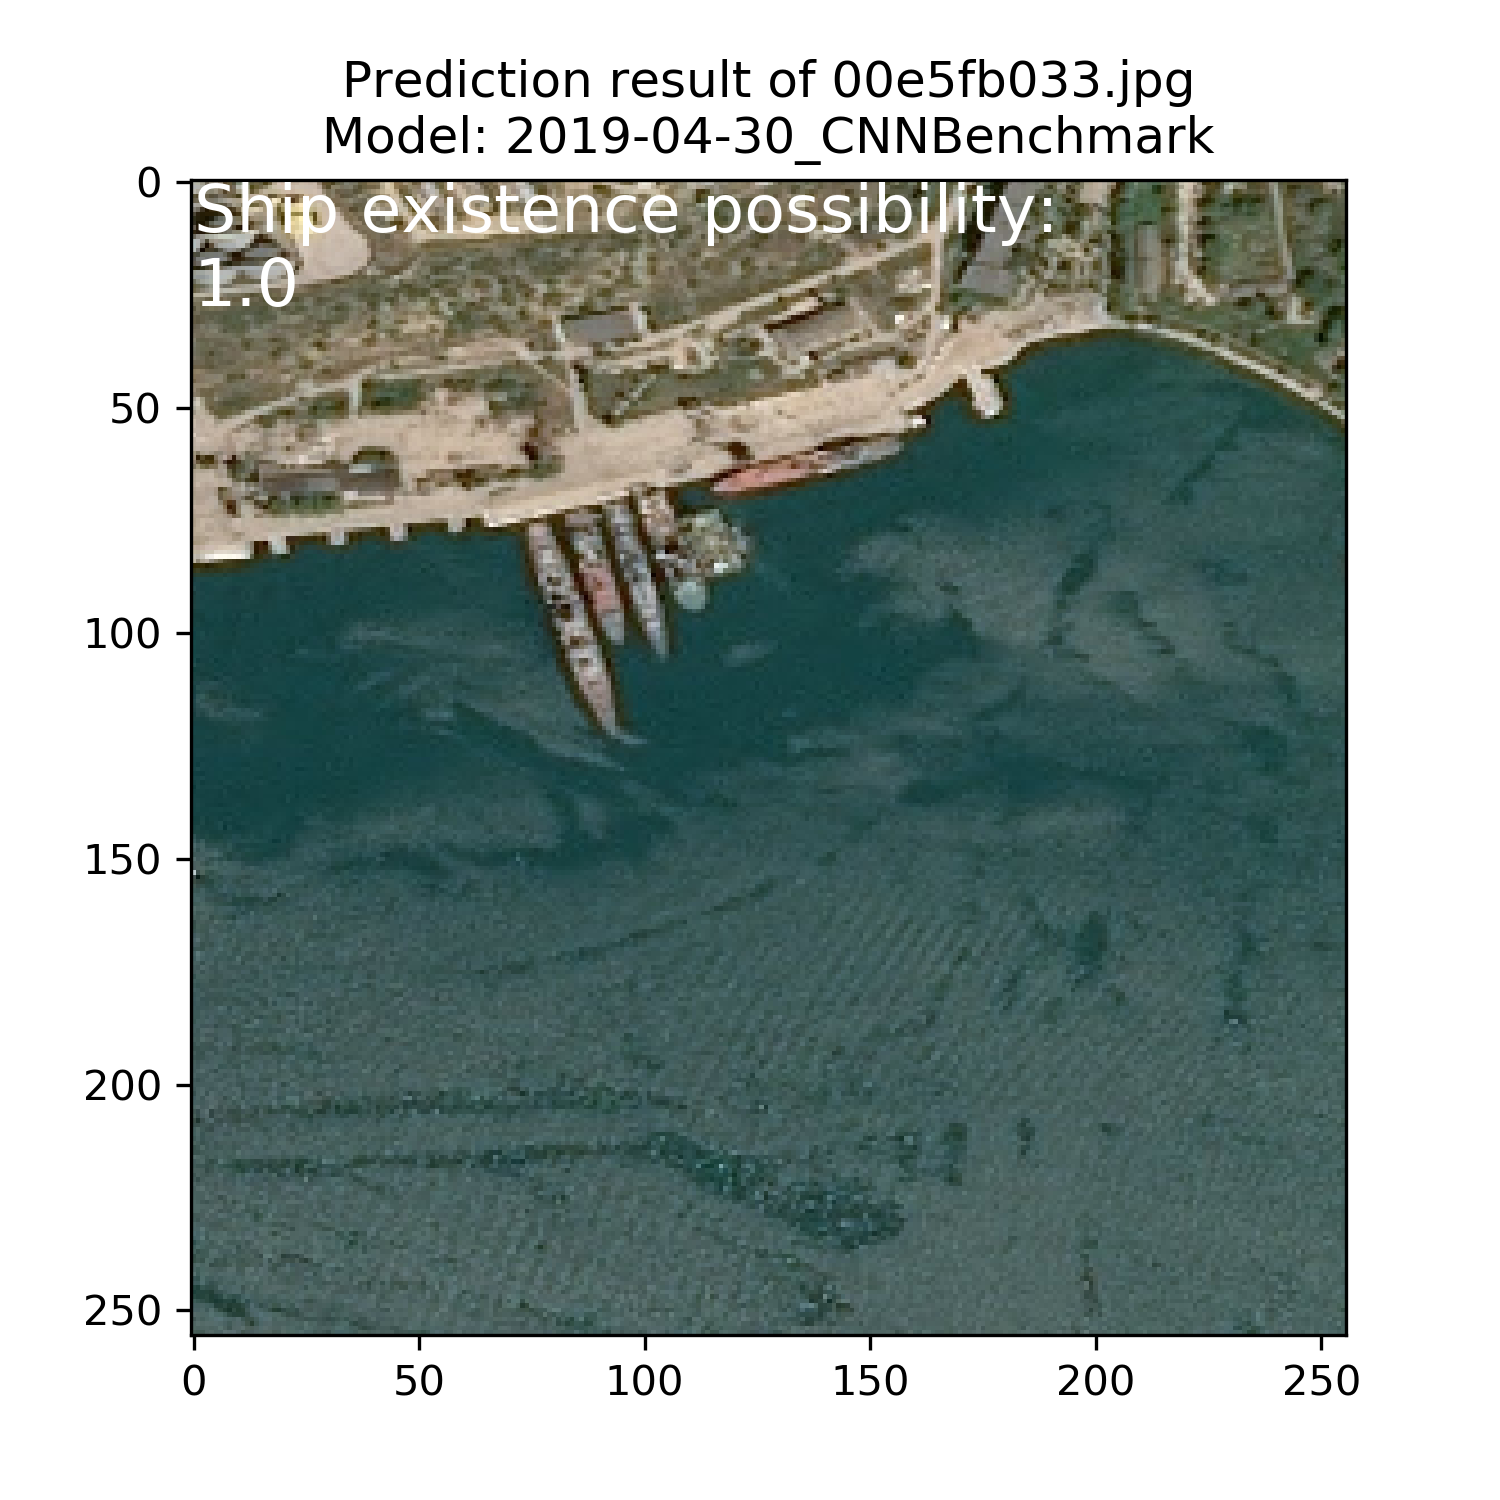 Prediction result of 00e5fb033.jpg
Model: 2019-04-30_CNNBenchmark
Ship existence possibility:
1.0
0
50
100
150
200
250
0 50 100 150 200 250